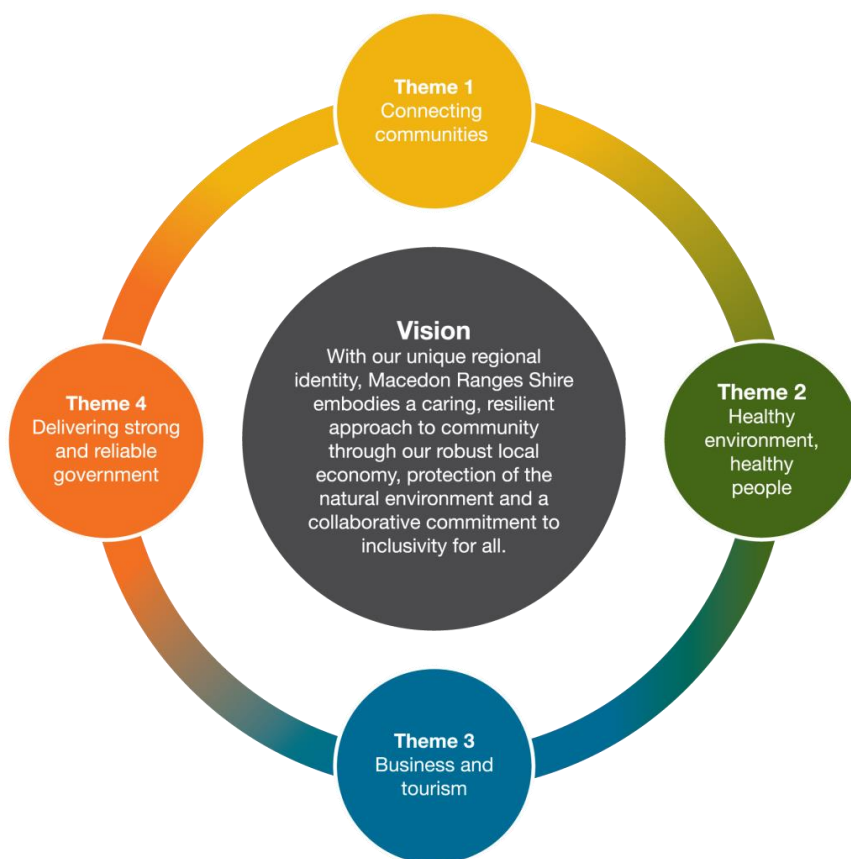 Theme 1
Connecting
communities
Vision
With our unique regional
identity, Macedon Ranges Shire
embodies a caring, resilient
approach to community
through our robust local
economy, protection of the
natural environment and a
collaborative commitment to
inclusivity for all.
Theme 4
Delivering strong
and reliable
government
Theme 2
Healthy
environment,
healthy
people
Theme 3
Business and
tourism